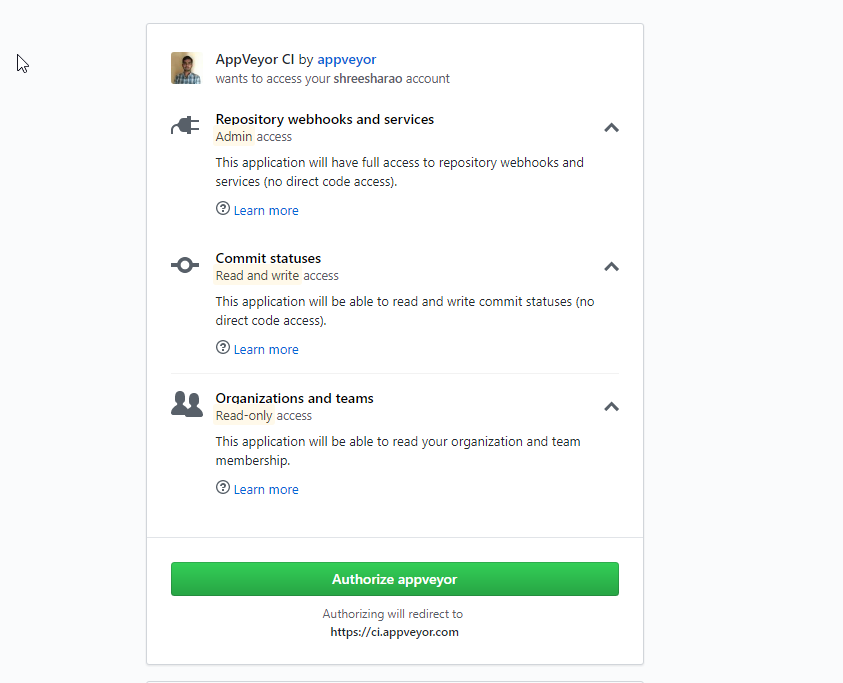 AppVeyor CI by appveyor
wants to access your shreesharao account
Repository webhooks and services
Admin access
This application will have full access to repository webhooks and
services (no direct code access).
Learn more
Commit statuses
Read and write access
This application will be able to read and write commit statuses (no
direct code access).
Learn more
Organizations and teams
Read-only access
This application will be able to read your organization and team
membership.
Learn more
Authorize appveyor
Authorizing will redirect to
https://ci.appveyor.com